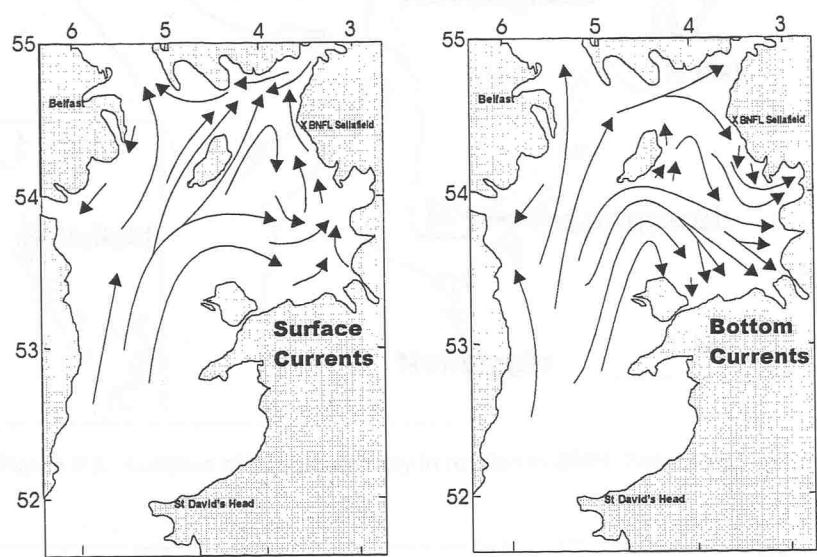 6 5 4 3
55
Belfast
X BNFL Sellafield
54
53
Surface
Currents
52
St David's Head
6 5 4 3
55
Belfast
X BNFL Sellafield
54
53
Bottom
Currents
52
St David's Head